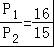 P₁/P₂ = 16/15